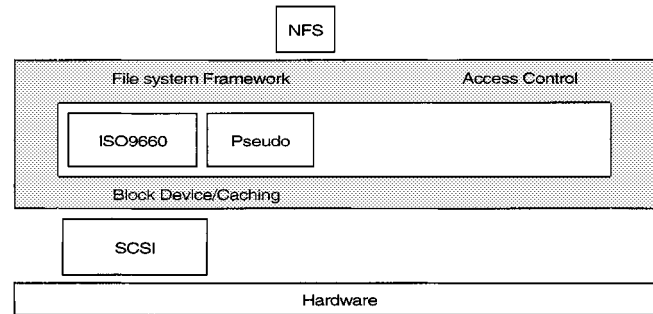 NFS
File system Framework
Access Control
ISO9660
Pseudo
Block Device/Caching
SCSI
Hardware